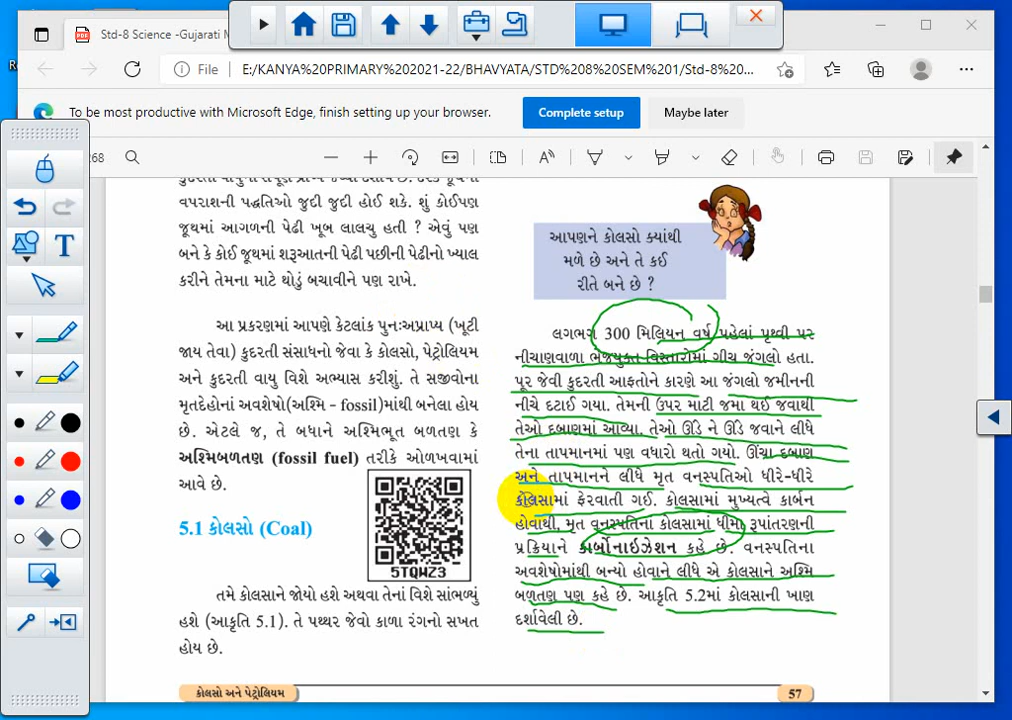 Std-8 Science -Gujarati M
File
E:/KANYA%20PRIMARY%202021-22/BHAVYATA/STD%208%20SEM%201/Std-8%20...
To be most productive with Microsoft Edge, finish setting up your browser.
Complete setup
Maybe later
68
T
વપરાશની પદ્ધતિઓ જુદી જુદી હોઈ શકે. શું કોઈપણ
જૂથમાં આગળની પેઢી ખૂબ લાલચુ હતી ? એવું પણ
બને કે કોઈ જૂથમાં શરૂઆતની પેઢી પછીની પેઢીનો ખ્યાલ
કરીને તેમના માટે થોડું બચાવીને પણ રાખે.
આ પ્રકરણમાં આપણે કેટલાંક પુનઃઅપ્રાપ્ય (ખૂટી
જાય તેવા) કુદરતી સંસાધનો જેવા કે કોલસો, પેટ્રોલિયમ
અને કુદરતી વાયુ વિશે અભ્યાસ કરીશું. તે સજીવોના
મૃતદેહોનાં અવશેષો(અશ્મિ - fossil)માંથી બનેલા હોય
છે. એટલે જ, તે બધાને અશ્મિભૂત બળતણ કે
અશ્મિબળતણ (fossil fuel) તરીકે ઓળખવામાં
આવે છે.
5TQWZ3
5.1 કોલસો (Coal)
તમે કોલસાને જોયો હશે અથવા તેનાં વિશે સાંભળ્યું
હશે (આકૃતિ 5.1). તે પથ્થર જેવો કાળા રંગનો સખત
હોય છે.
આપણને કોલસો ક્યાંથી
મળે છે અને તે કઈ
રીતે બને છે ?
લગભગ 300 મિલિયન વર્ષ પહેલાં પૃથ્વી પર
નીચાણવાળા ભેજયુક્ત વિસ્તારોમાં ગીચ જંગલો હતા.
પૂર જેવી કુદરતી આફતોને કારણે આ જંગલો જમીનની
નીચે દટાઈ ગયા. તેમની ઉપર માટી જમા થઈ જવાથી
તેઓ દબાણમાં આવ્યા. તેઓ ઊંડે ને ઊંડે જવાને લીધે
તેના તાપમાનમાં પણ વધારો થતો ગયો. ઊંચા દબાણ
અને તાપમાનને લીધે મૃત વનસ્પતિઓ ધીરે-ધીરે
કોલસામાં ફેરવાતી ગઈ. કોલસામાં મુખ્યત્વે કાર્બન
હોવાથી, મૃત વનસ્પતિના કોલસામાં ધીમા રૂપાંતરણની
પ્રક્રિયાને કાર્બોનાઇઝેશન કહે છે. વનસ્પતિના
અવશેષોમાંથી બન્યો હોવાને લીધે એ કોલસાને અશ્મિ
બળતણ પણ કહે છે. આકૃતિ 5.2માં કોલસાની ખાણ
દર્શાવેલી છે.
કોલસો અને પેટ્રોલિયમ
57